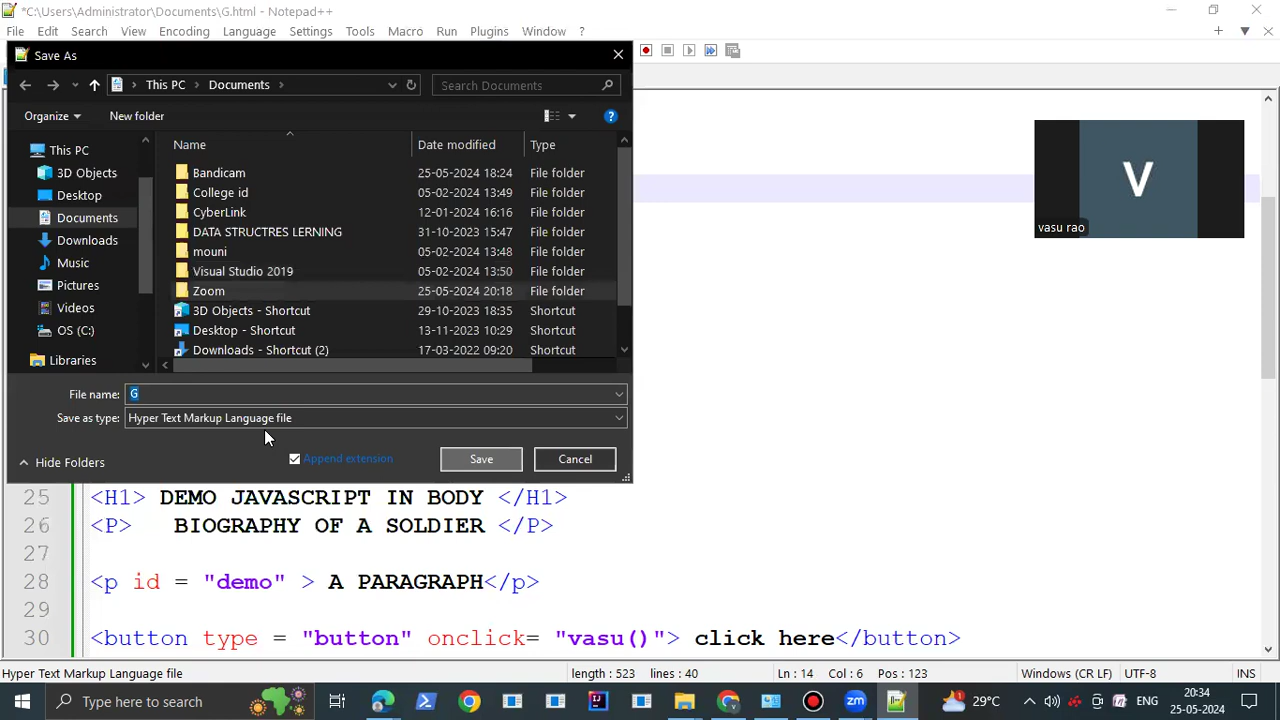 *C:\Users\Administrator\Documents\G.html - Notepad++
File Edit Search View Encoding Language Settings Tools Macro Run Plugins Window ?
Save As
This PC > Documents >
Search Documents
Organize
New folder
Name
Date modified
Type
This PC
3D Objects
Desktop
Documents
Downloads
Music
Pictures
Videos
OS (C:)
Libraries
Bandicam 25-05-2024 18:24 File folder
College id 05-02-2024 13:49 File folder
CyberLink 12-01-2024 16:16 File folder
DATA STRUCTRES LERNING 31-10-2023 15:47 File folder
mouni 05-02-2024 13:48 File folder
Visual Studio 2019 05-02-2024 13:50 File folder
Zoom 25-05-2024 20:18 File folder
3D Objects - Shortcut 29-10-2023 18:35 Shortcut
Desktop - Shortcut 13-11-2023 10:29 Shortcut
Downloads - Shortcut (2) 17-03-2022 09:20 Shortcut
File name: G
Save as type: Hyper Text Markup Language file
Hide Folders
Append extension
Save
Cancel
V
vasu rao
25 <H1> DEMO JAVASCRIPT IN BODY </H1>
26 <P> BIOGRAPHY OF A SOLDIER </P>
27
28 <p id = "demo" > A PARAGRAPH</p>
29
30 <button type = "button" onclick= "vasu()"> click here</button>
Hyper Text Markup Language file length : 523 lines : 40 Ln : 14 Col : 6 Pos : 123 Windows (CR LF) UTF-8 INS
Type here to search
29°C
ENG
20:34
25-05-2024